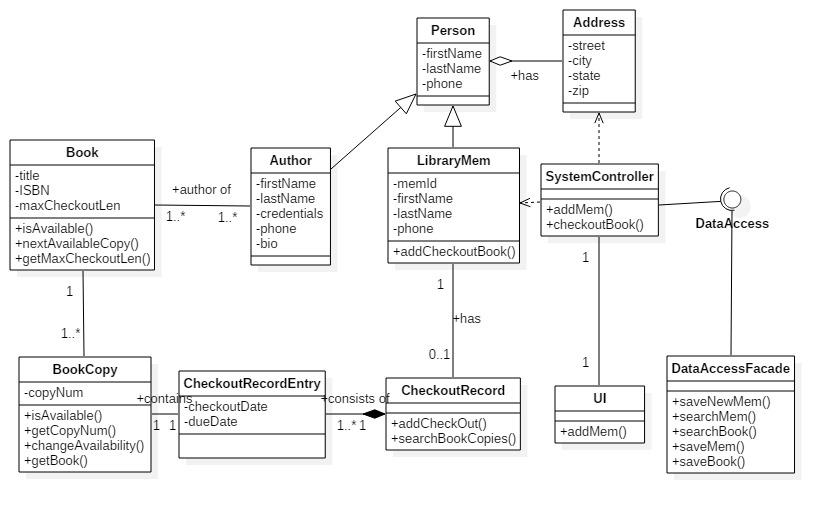 Person
-firstName
-lastName
-phone
Address
-street
-city
-state
-zip
+has
Book
-title
-ISBN
-maxCheckoutLen
+isAvailable()
+nextAvailableCopy()
+getMaxCheckoutLen()
+author of
1..*
1..*
Author
-firstName
-lastName
-credentials
-phone
-bio
LibraryMem
-memId
-firstName
-lastName
-phone
+addCheckoutBook()
SystemController
+addMem()
+checkoutBook()
DataAccess
1
1..*
1
+has
0..1
1
1
BookCopy
-copyNum
+isAvailable()
+getCopyNum()
+changeAvailability()
+getBook()
+contains
1
1
CheckoutRecordEntry
-checkoutDate
-dueDate
+consists of
1..*
1
CheckoutRecord
+addCheckOut()
+searchBookCopies()
UI
+addMem()
DataAccessFacade
+saveNewMem()
+searchMem()
+searchBook()
+saveMem()
+saveBook()